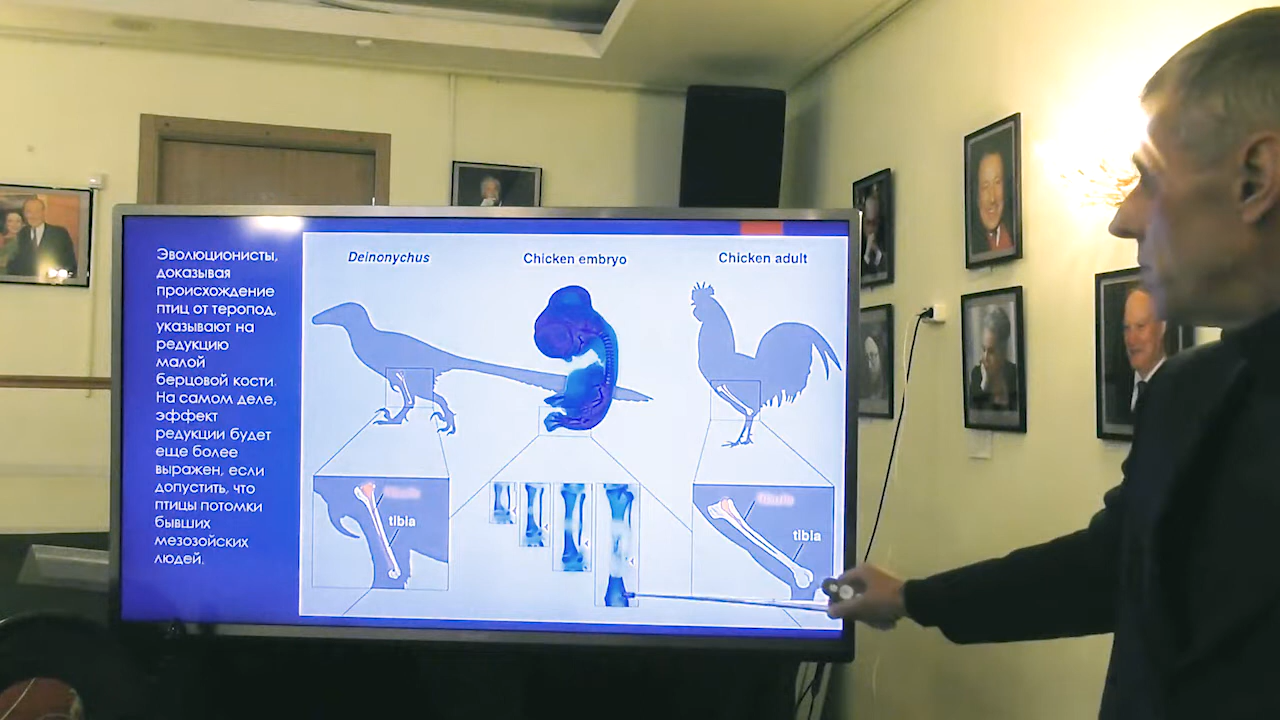 Эволюционисты,
доказывая
происхождение
птиц от теропод,
указывают на
редукцию
малой
берцовой кости.
На самом деле,
эффект
редукции будет
еще более
выражен, если
допустить, что
птицы потомки
бывших
мезозойских
людей.
Deinonychus
Chicken embryo
Chicken adult
tibia
tibia